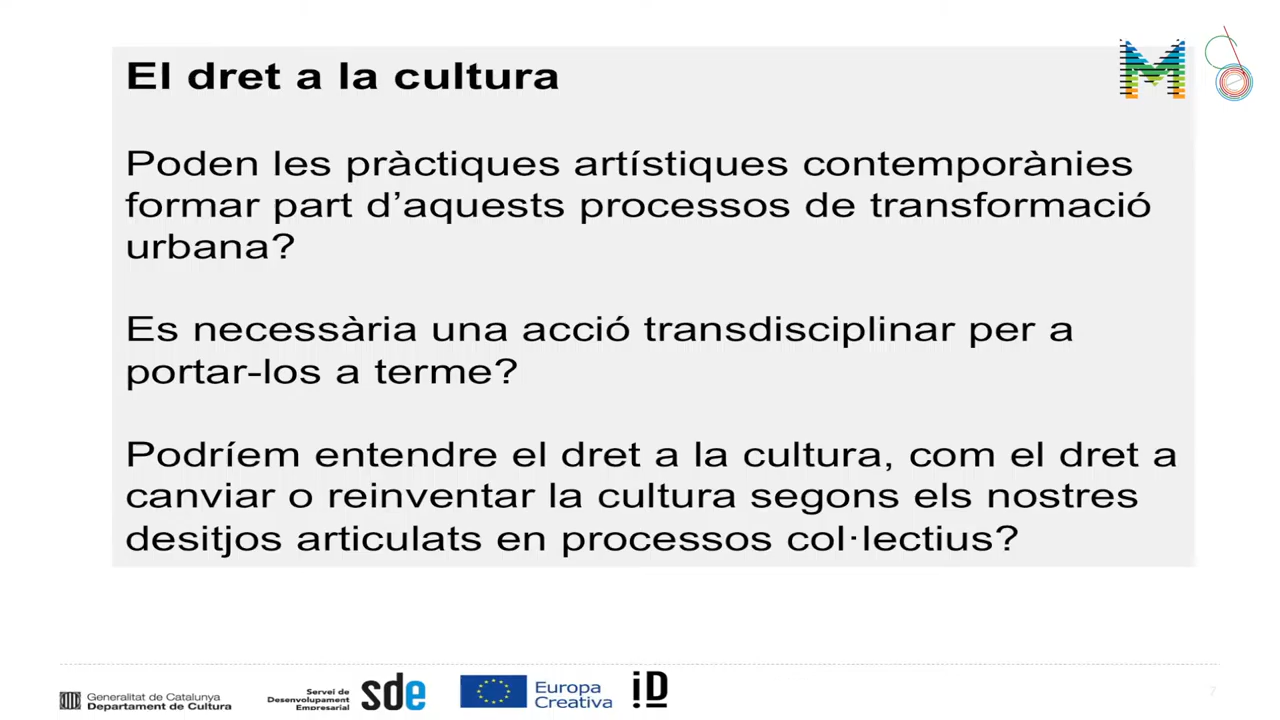 El dret a la cultura
Poden les pràctiques artístiques contemporànies
formar part d’aquests processos de transformació
urbana?
Es necessària una acció transdisciplinar per a
portar-los a terme?
Podríem entendre el dret a la cultura, com el dret a
canviar o reinventar la cultura segons els nostres
desitjos articulats en processos col·lectius?
Generalitat de Catalunya
Departament de Cultura
Servei de
Desenvolupament
Empresarial
sde
Europa
Creativa
iD
7